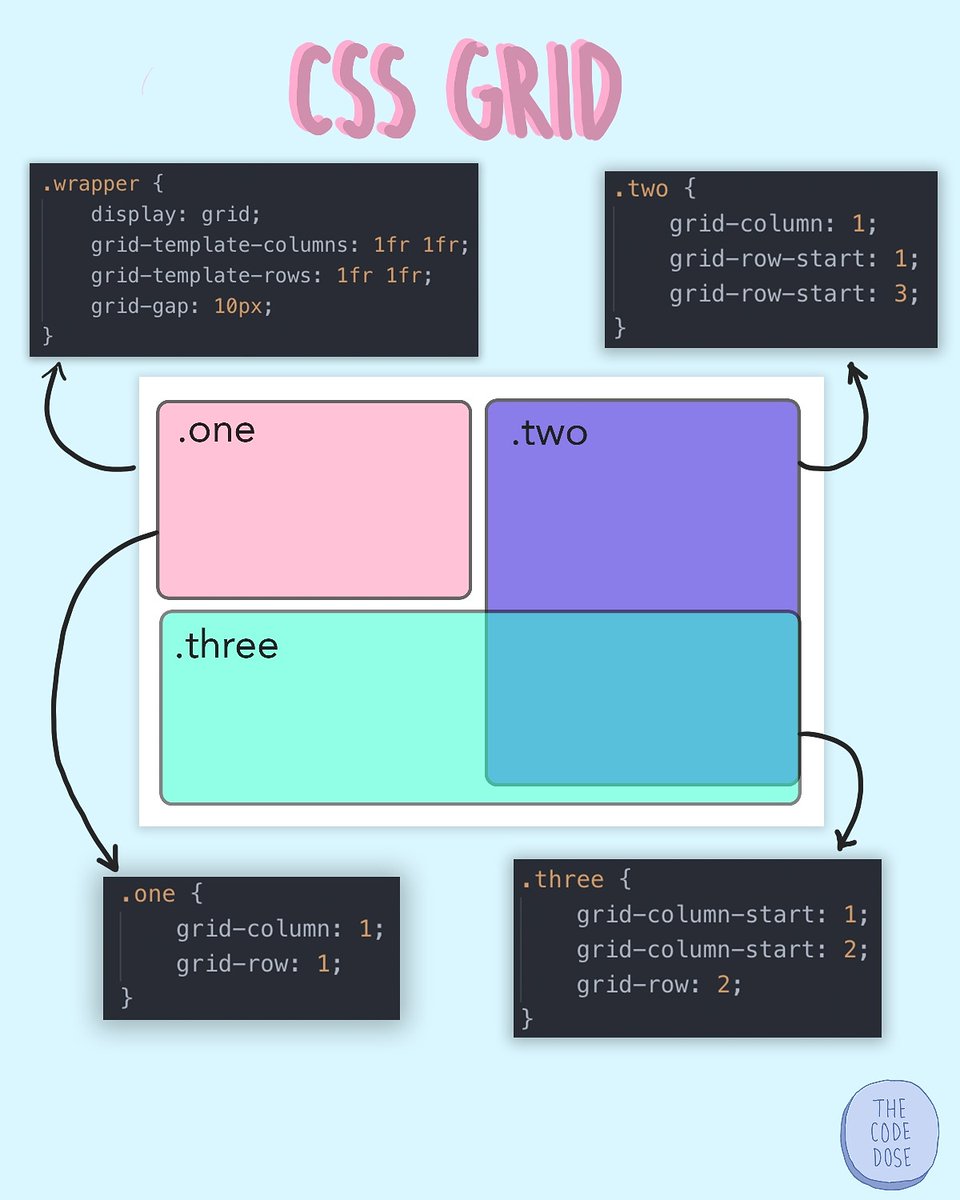 CSS GRID
.wrapper {
    display: grid;
    grid-template-columns: 1fr 1fr;
    grid-template-rows: 1fr 1fr;
    grid-gap: 10px;
}
.two {
    grid-column: 1;
    grid-row-start: 1;
    grid-row-start: 3;
}
.one
.two
.three
.one {
    grid-column: 1;
    grid-row: 1;
}
.three {
    grid-column-start: 1;
    grid-column-start: 2;
    grid-row: 2;
}
THE
CODE
DOSE